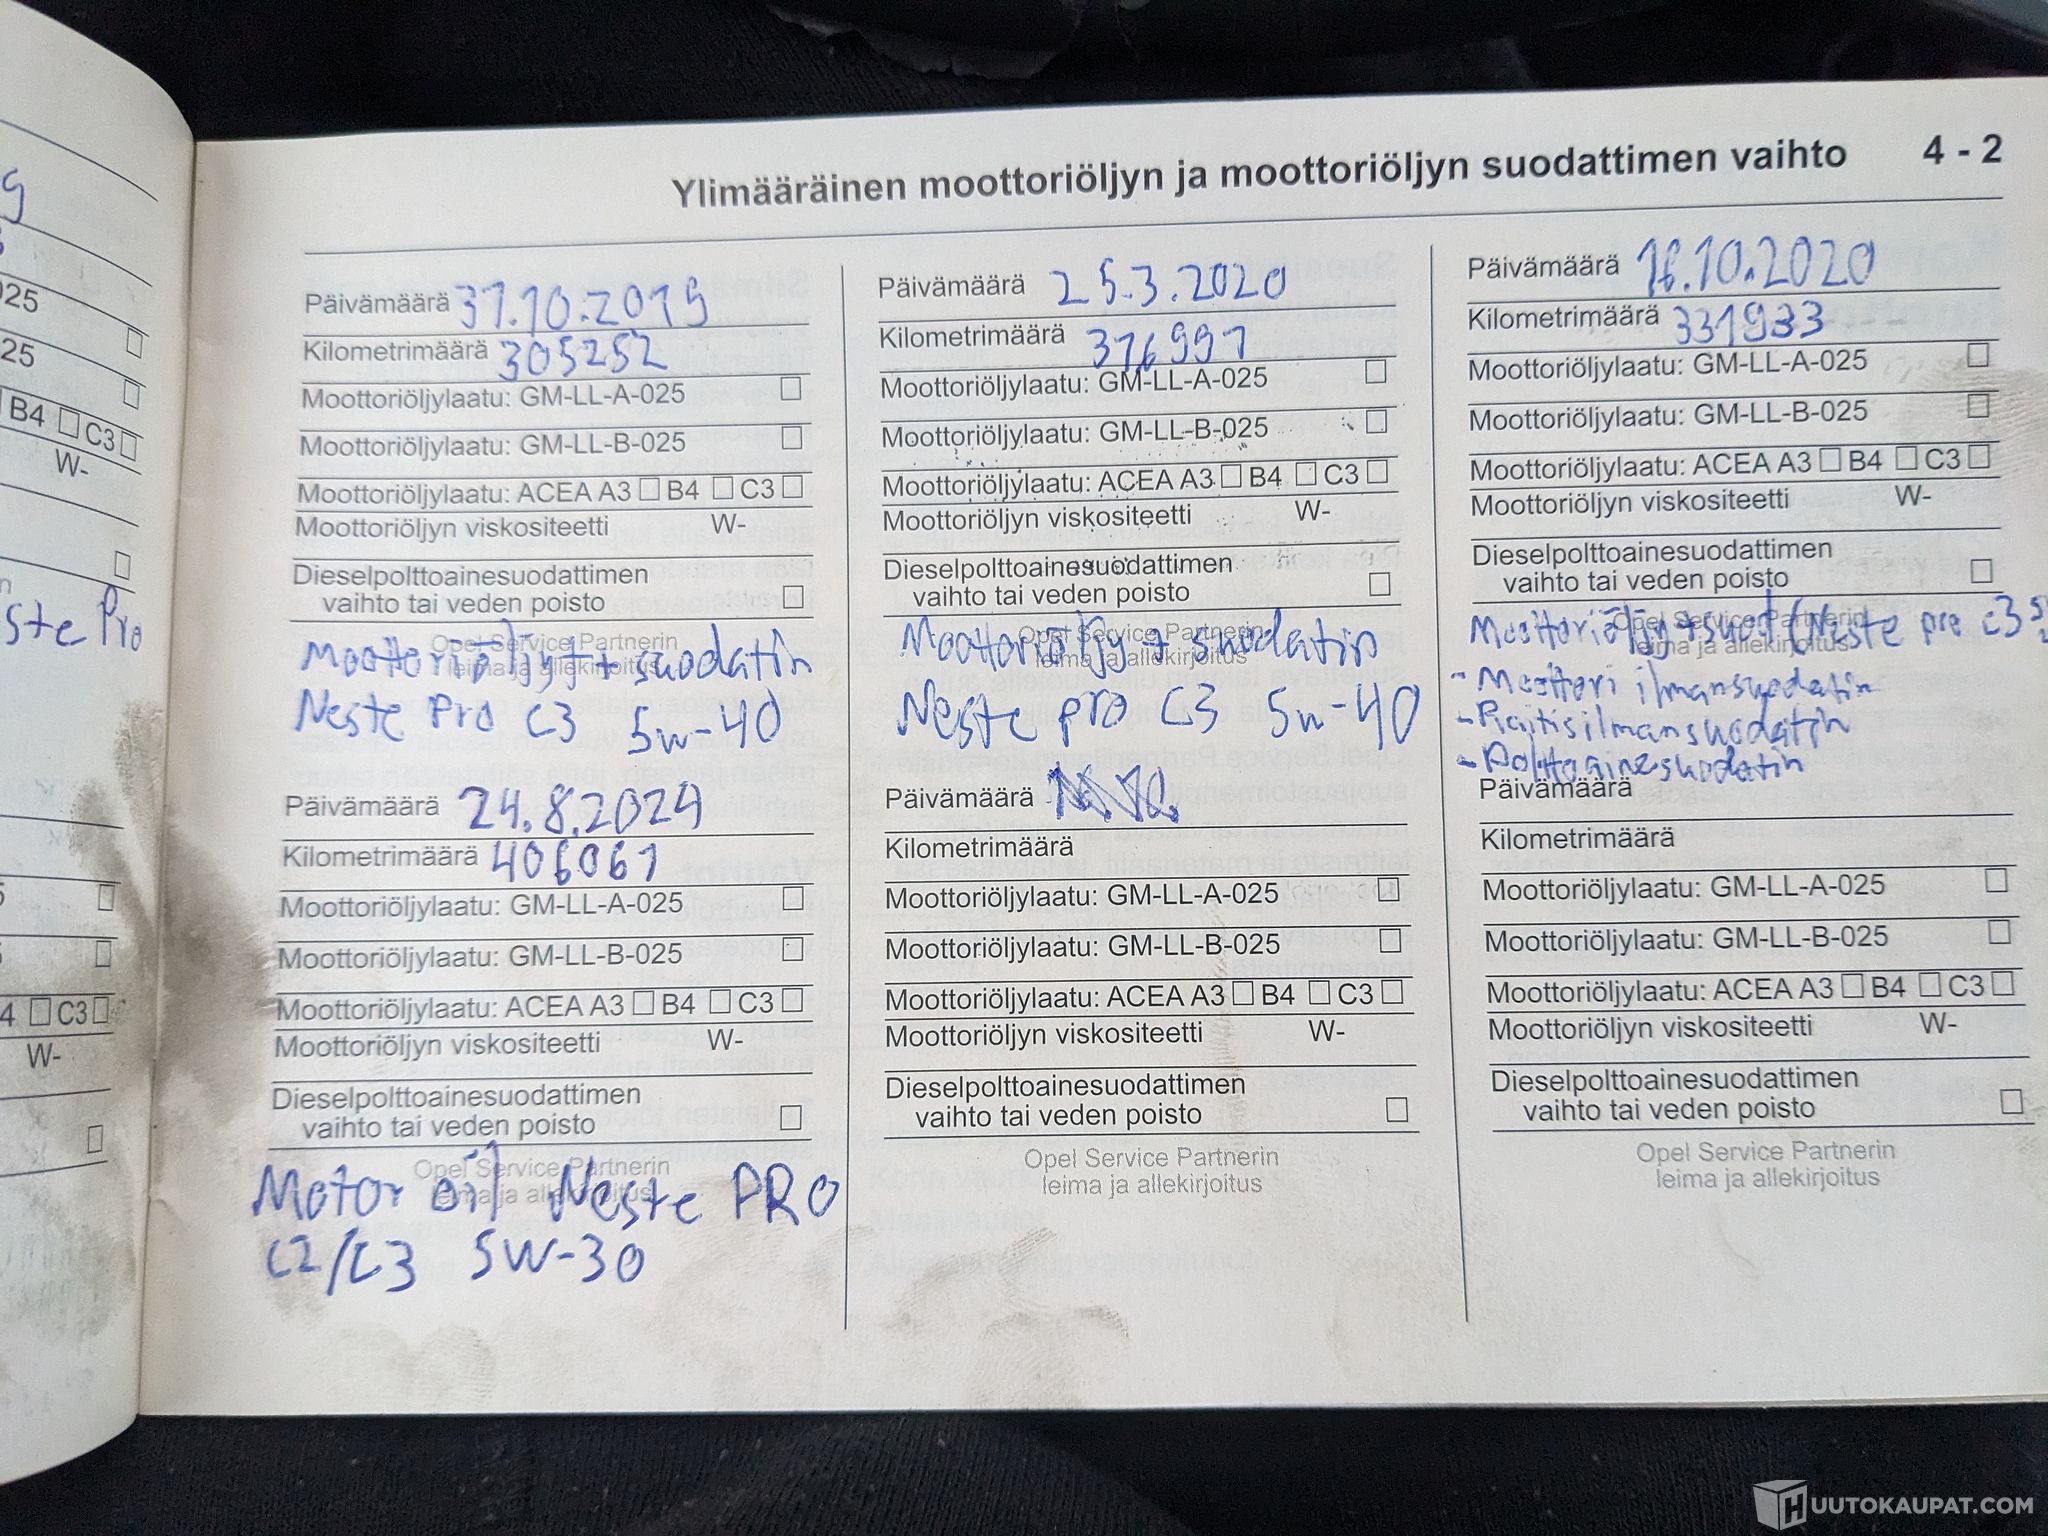 Ylimääräinen moottoriöljyn ja moottoriöljyn suodattimen vaihto 4 - 2
Päivämäärä 31.10.2019
Kilometrimäärä 305252
Moottoriöljylaatu: GM-LL-A-025
Moottoriöljylaatu: GM-LL-B-025
Moottoriöljylaatu: ACEA A3 B4 C3
Moottoriöljyn viskositeetti W-
Dieselpolttoainesuodattimen
vaihto tai veden poisto
Opel Service Partnerin
leima ja allekirjoitus
Moottoriöljyt + suodatin
Neste Pro C3 5w-40
Päivämäärä 24.8.2024
Kilometrimäärä 406061
Moottoriöljylaatu: GM-LL-A-025
Moottoriöljylaatu: GM-LL-B-025
Moottoriöljylaatu: ACEA A3 B4 C3
Moottoriöljyn viskositeetti W-
Dieselpolttoainesuodattimen
vaihto tai veden poisto
Opel Service Partnerin
leima ja allekirjoitus
Motor oil Neste PRO
C2/C3 5W-30
Päivämäärä 25.3.2020
Kilometrimäärä 316991
Moottoriöljylaatu: GM-LL-A-025
Moottoriöljylaatu: GM-LL-B-025
Moottoriöljylaatu: ACEA A3 B4 C3
Moottoriöljyn viskositeetti W-
Dieselpolttoainesuodattimen
vaihto tai veden poisto
Opel Service Partnerin
leima ja allekirjoitus
Moottoriöljy + suodatin
Neste pro C3 5w-40
Päivämäärä
Kilometrimäärä
Moottoriöljylaatu: GM-LL-A-025
Moottoriöljylaatu: GM-LL-B-025
Moottoriöljylaatu: ACEA A3 B4 C3
Moottoriöljyn viskositeetti W-
Dieselpolttoainesuodattimen
vaihto tai veden poisto
Opel Service Partnerin
leima ja allekirjoitus
Päivämäärä 16.10.2020
Kilometrimäärä 331933
Moottoriöljylaatu: GM-LL-A-025
Moottoriöljylaatu: GM-LL-B-025
Moottoriöljylaatu: ACEA A3 B4 C3
Moottoriöljyn viskositeetti W-
Dieselpolttoainesuodattimen
vaihto tai veden poisto
Opel Service Partnerin
leima ja allekirjoitus
Moottoriöljy + suod Neste pro C3
- Moottori ilmansuodatin
- Raitisilmansuodatin
- Polttoainesuodatin
Päivämäärä
Kilometrimäärä
Moottoriöljylaatu: GM-LL-A-025
Moottoriöljylaatu: GM-LL-B-025
Moottoriöljylaatu: ACEA A3 B4 C3
Moottoriöljyn viskositeetti W-
Dieselpolttoainesuodattimen
vaihto tai veden poisto
Opel Service Partnerin
leima ja allekirjoitus
HUUTOKAUPAT.COM